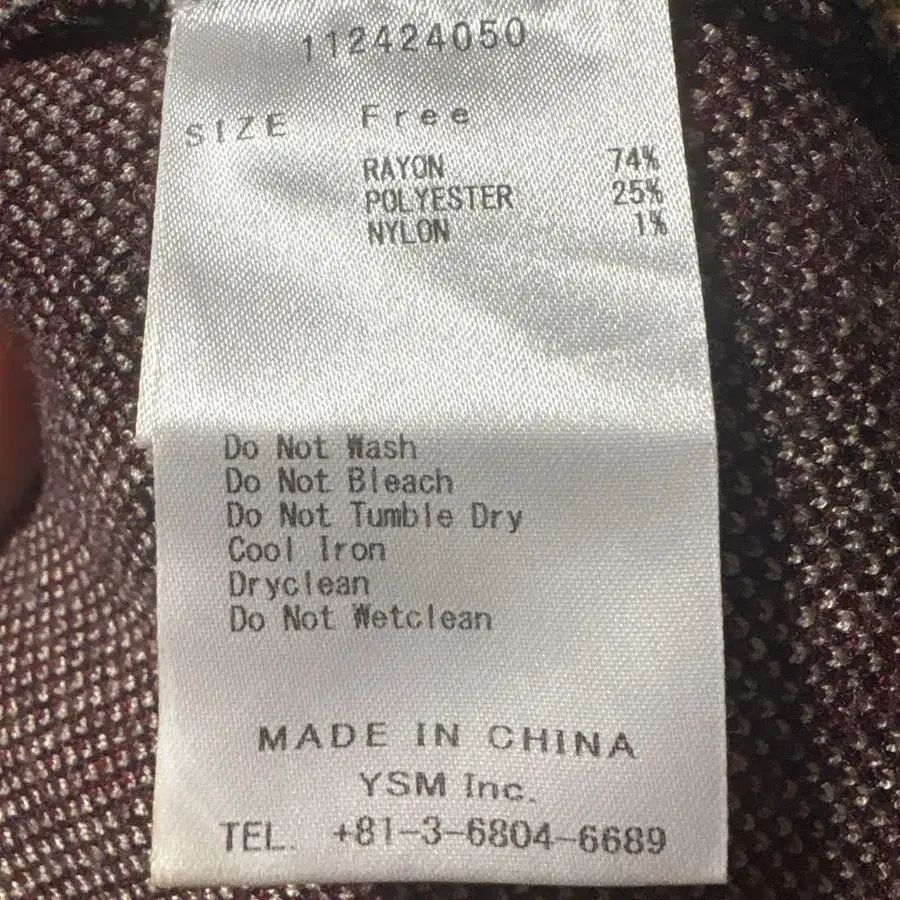 112424050
SIZE Free
RAYON 74%
POLYESTER 25%
NYLON 1%
Do Not Wash
Do Not Bleach
Do Not Tumble Dry
Cool Iron
Dryclean
Do Not Wetclean
MADE IN CHINA
YSM Inc.
TEL. +81-3-6804-6689